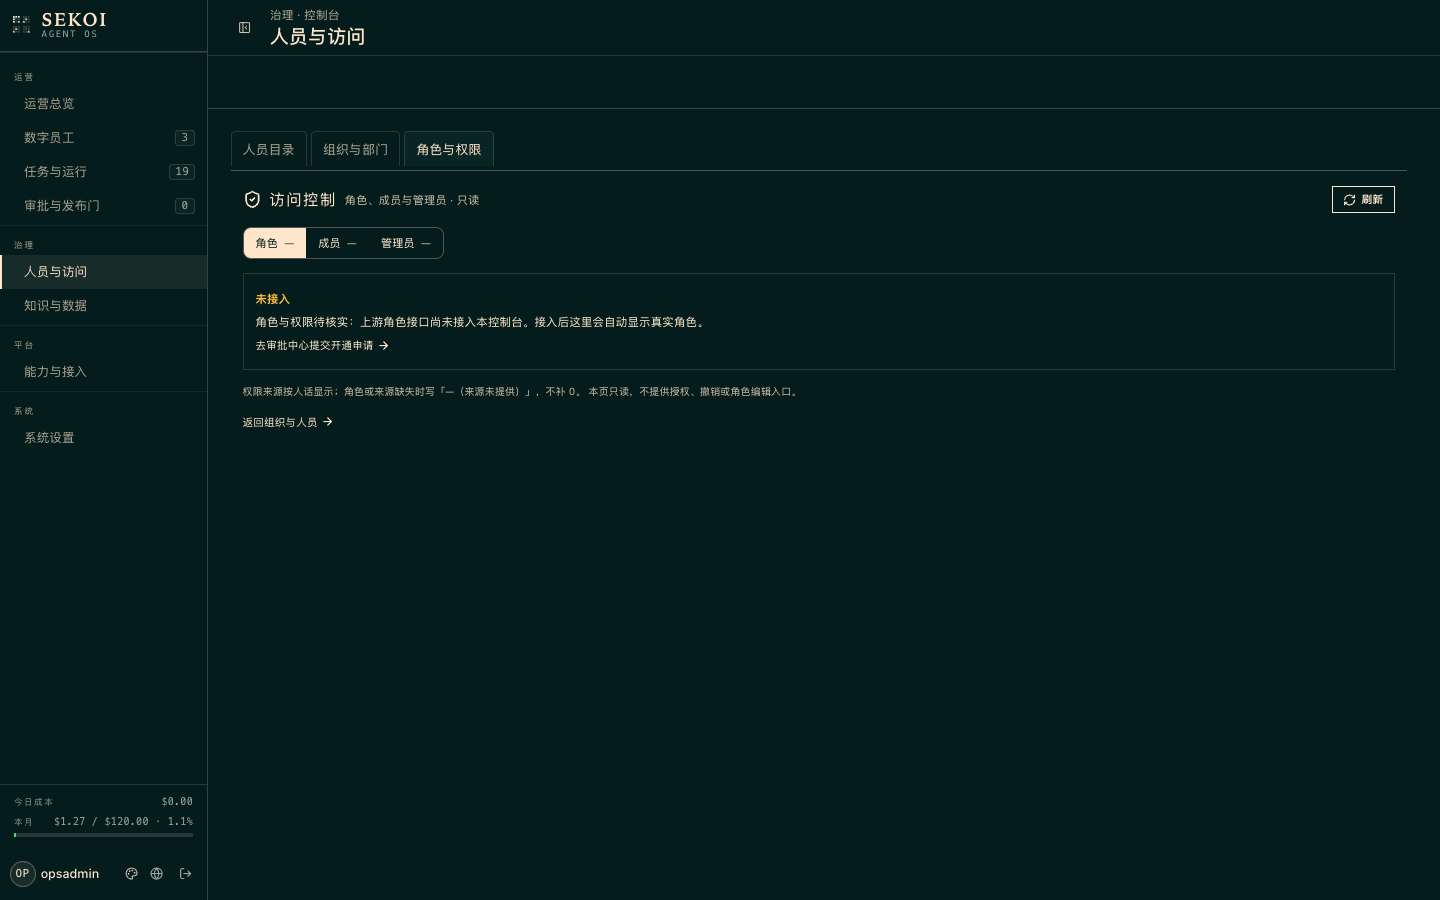 SEKOI
AGENT OS
运营
运营总览
数字员工 3
任务与运行 19
审批与发布门 0
治理
人员与访问
知识与数据
平台
能力与接入
系统
系统设置
今日成本 $0.00
本月 $1.27 / $120.00 · 1.1%
OP opsadmin
治理 · 控制台
人员与访问
人员目录 组织与部门 角色与权限
访问控制 角色、成员与管理员 · 只读 刷新
角色 — 成员 — 管理员 —
未接入
角色与权限待核实：上游角色接口尚未接入本控制台。接入后这里会自动显示真实角色。
去审批中心提交开通申请 →
权限来源按人话显示；角色或来源缺失时写「—（来源未提供）」，不补 0。 本页只读，不提供授权、撤销或角色编辑入口。
返回组织与人员 →